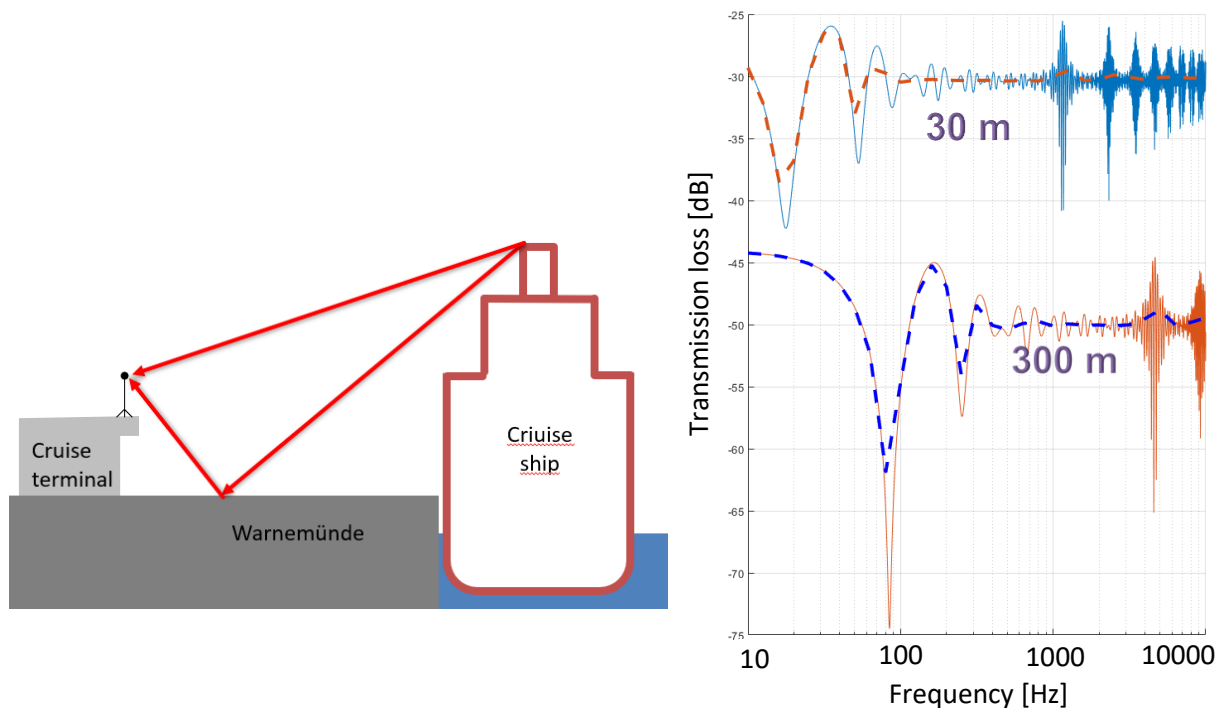 Cruise
terminal
Warnemünde
Criuise
ship
Transmission loss [dB]
-25
-30
-35
-40
-45
-50
-55
-60
-65
-70
-75
30 m
300 m
10
100
1000
10000
Frequency [Hz]